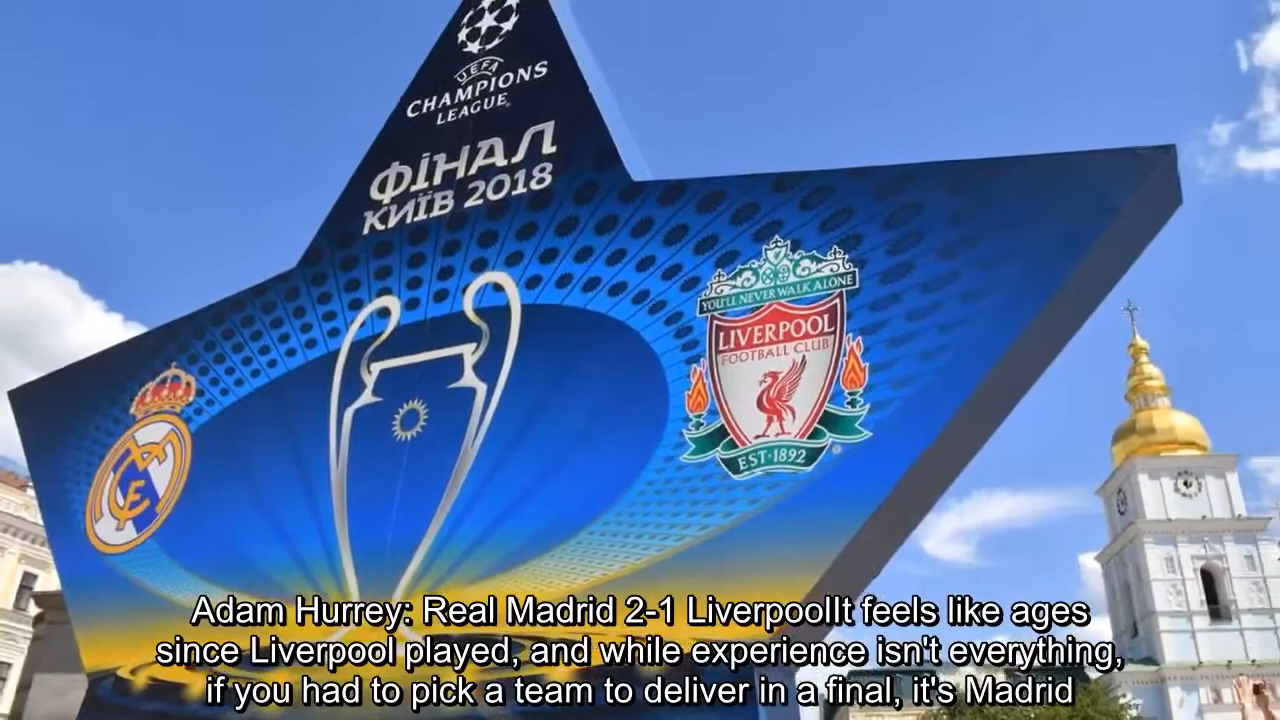 UEFA
CHAMPIONS
LEAGUE
ФІНАЛ
КИЇВ 2018
YOU'LL NEVER WALK ALONE
LIVERPOOL
FOOTBALL CLUB
EST·1892
Adam Hurrey: Real Madrid 2-1 LiverpoolIt feels like ages
since Liverpool played, and while experience isn't everything,
if you had to pick a team to deliver in a final, it's Madrid